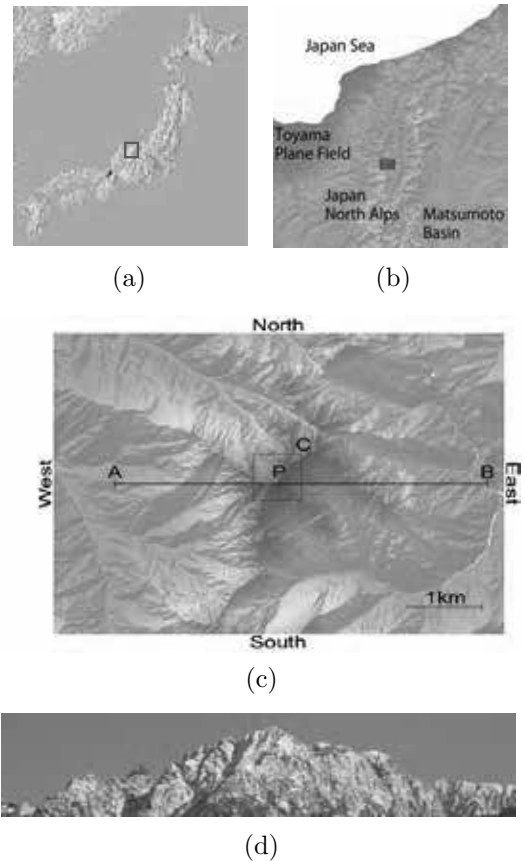 Japan Sea
Toyama
Plane Field
Japan
North Alps
Matsumoto
Basin
(a)
(b)
North
C
A
P
B
West
East
1km
South
(c)
(d)